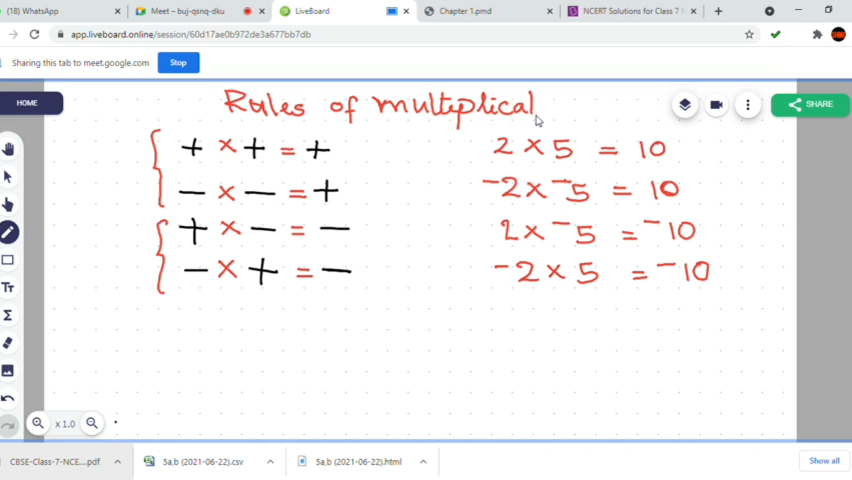 (18) WhatsApp
Meet – buj-qsnq-dku
LiveBoard
Chapter 1.pmd
NCERT Solutions for Class 7 M
app.liveboard.online/session/60d17ae0b972de3a677bb7db
Sharing this tab to meet.google.com
Stop
HOME
Rules of multiplical
SHARE
+ × + = +
2 × 5 = 10
− × − = +
−2 × −5 = 10
+ × − = −
2 × −5 = −10
− × + = −
−2 × 5 = −10
x 1.0
CBSE-Class-7-NCE....pdf
5a,b (2021-06-22).csv
5a,b (2021-06-22).html
Show all